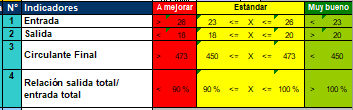 Nº Indicadores A mejorar Estándar Muy bueno
1 Entrada > 26 23 <= X <= 26 < 23
2 Salida < 18 18 <= X <= 20 > 20
3 Circulante Final > 473 450 <= X <= 473 < 450
4 Relación salida total/ entrada total < 90 % 90 % <= X <= 100 % > 100 %